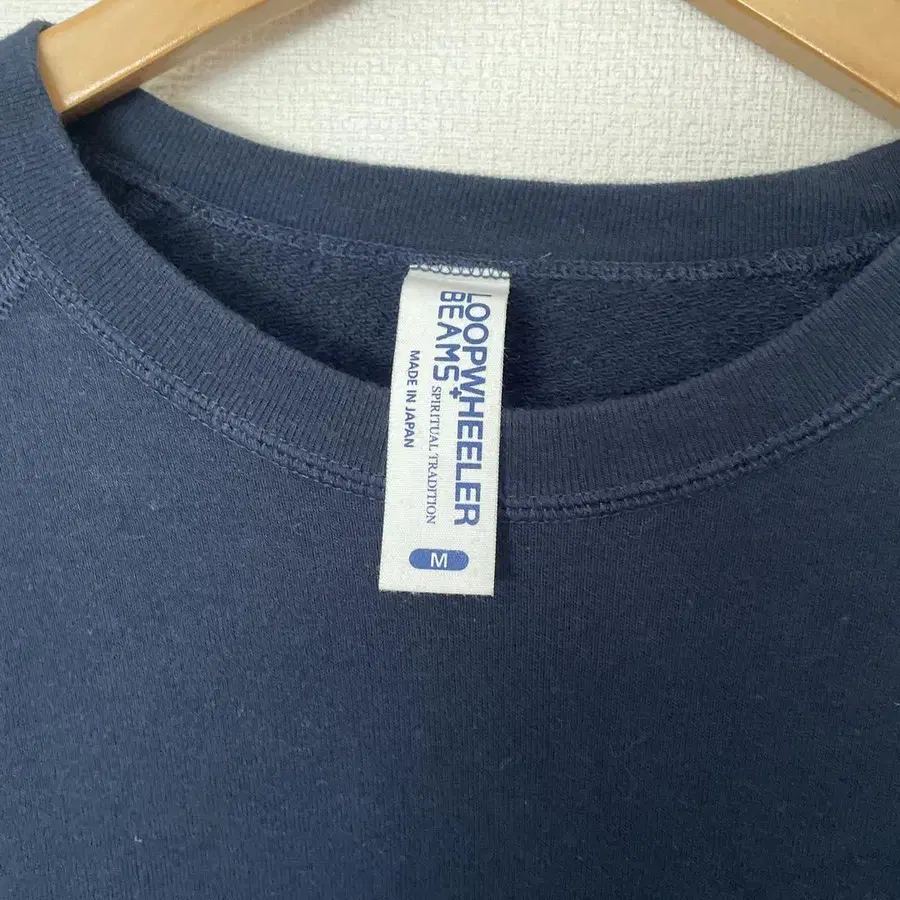 LOOPWHEELER
BEAMS+
SPIRITUAL TRADITION
MADE IN JAPAN
M